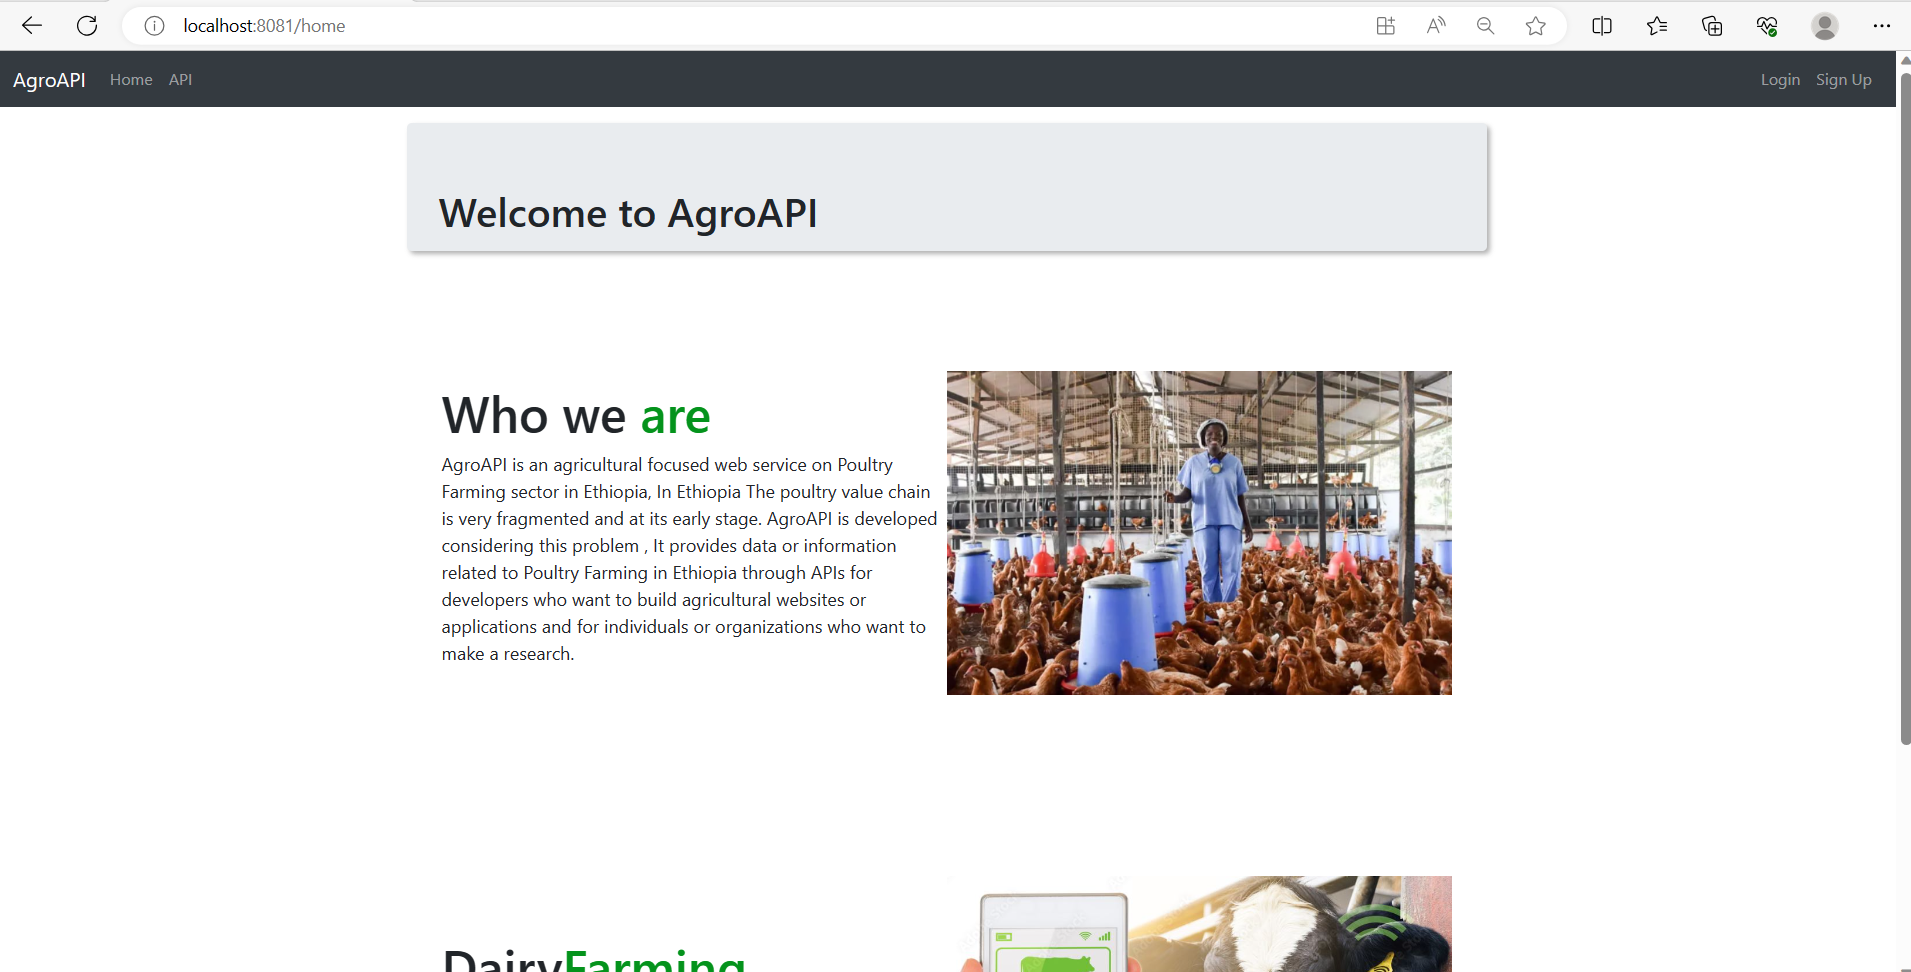 localhost:8081/home
AgroAPI Home API Login Sign Up
Welcome to AgroAPI
Who we are
AgroAPI is an agricultural focused web service on Poultry
Farming sector in Ethiopia, In Ethiopia The poultry value chain
is very fragmented and at its early stage. AgroAPI is developed
considering this problem , It provides data or information
related to Poultry Farming in Ethiopia through APIs for
developers who want to build agricultural websites or
applications and for individuals or organizations who want to
make a research.
DairyFarming